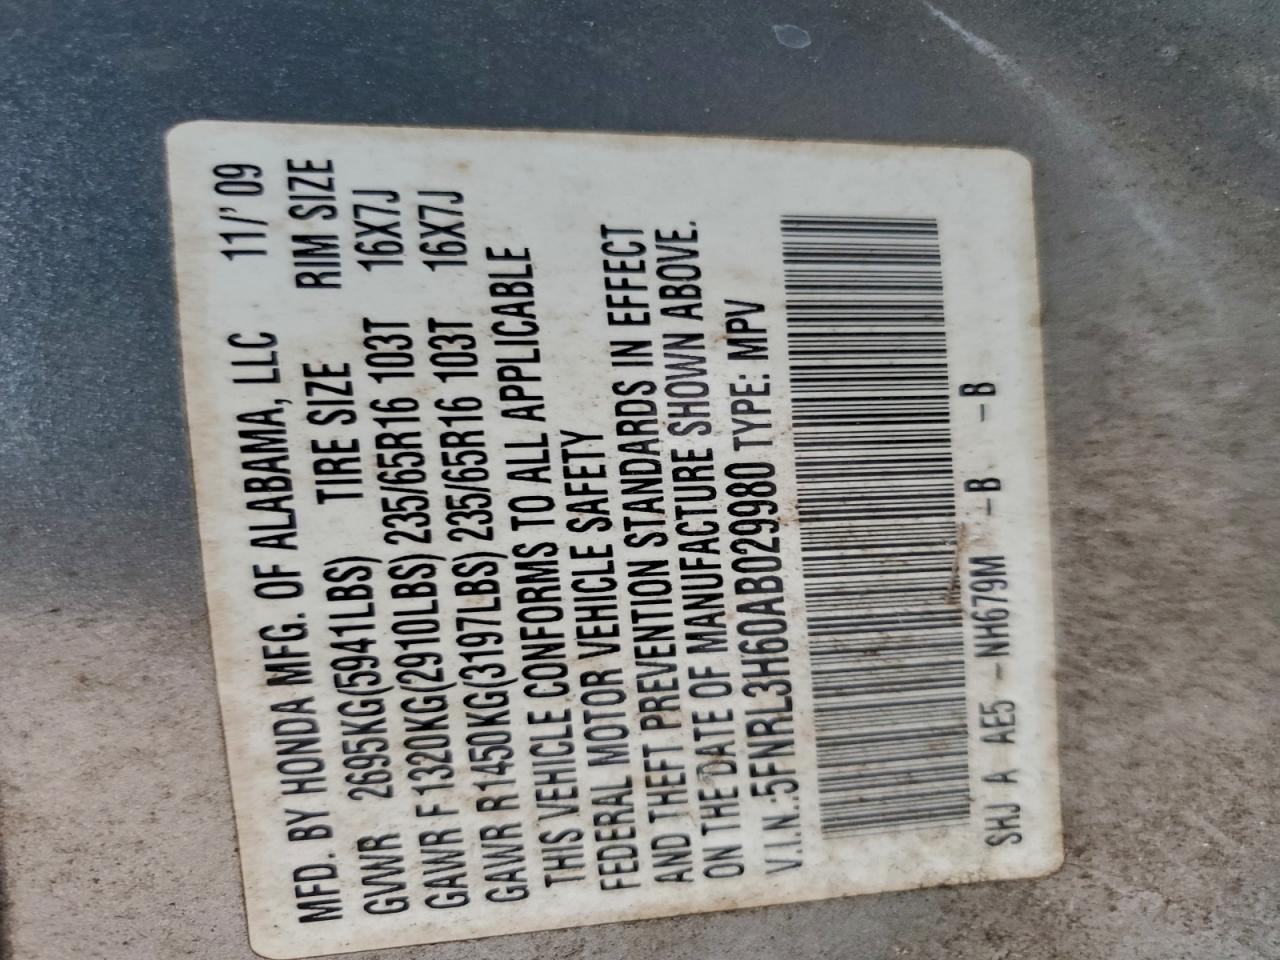 MFD. BY HONDA MFG. OF ALABAMA, LLC 11/' 09
GVWR 2695KG(5941LBS) TIRE SIZE RIM SIZE
GAWR F 1320KG(2910LBS) 235/65R16 103T 16X7J
GAWR R1450KG(3197LBS) 235/65R16 103T 16X7J
THIS VEHICLE CONFORMS TO ALL APPLICABLE
FEDERAL MOTOR VEHICLE SAFETY
AND THEFT PREVENTION STANDARDS IN EFFECT
ON THE DATE OF MANUFACTURE SHOWN ABOVE.
V.I.N.:5FNRL3H60AB029980 TYPE: MPV
SHJ A AE5 -NH679M -B -B